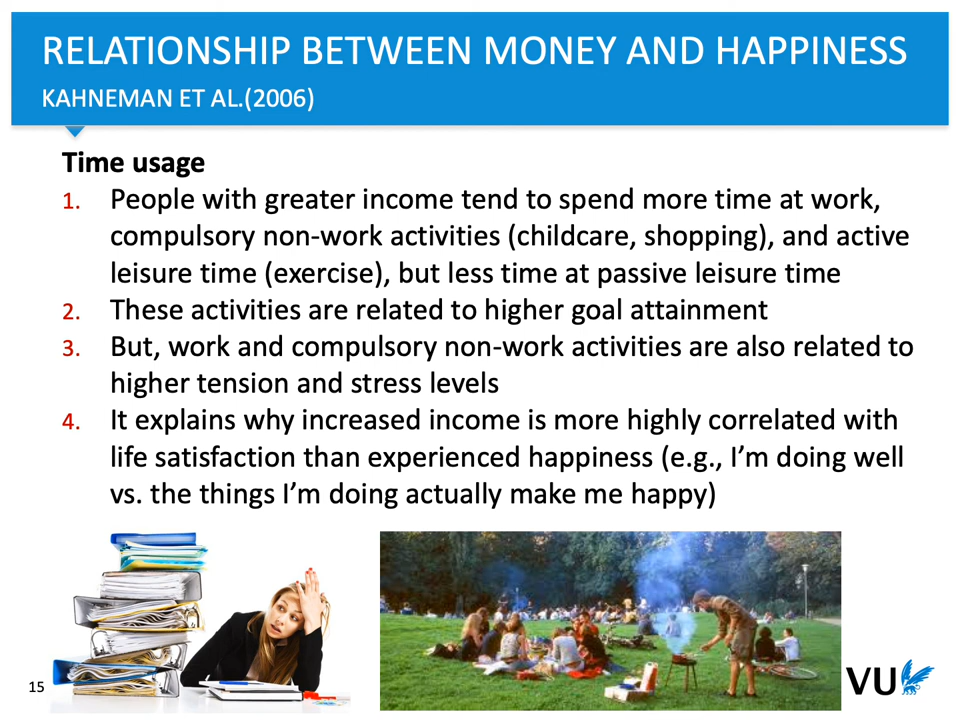 RELATIONSHIP BETWEEN MONEY AND HAPPINESS
KAHNEMAN ET AL.(2006)
Time usage
1. People with greater income tend to spend more time at work,
compulsory non-work activities (childcare, shopping), and active
leisure time (exercise), but less time at passive leisure time
2. These activities are related to higher goal attainment
3. But, work and compulsory non-work activities are also related to
higher tension and stress levels
4. It explains why increased income is more highly correlated with
life satisfaction than experienced happiness (e.g., I’m doing well
vs. the things I’m doing actually make me happy)
15
VU